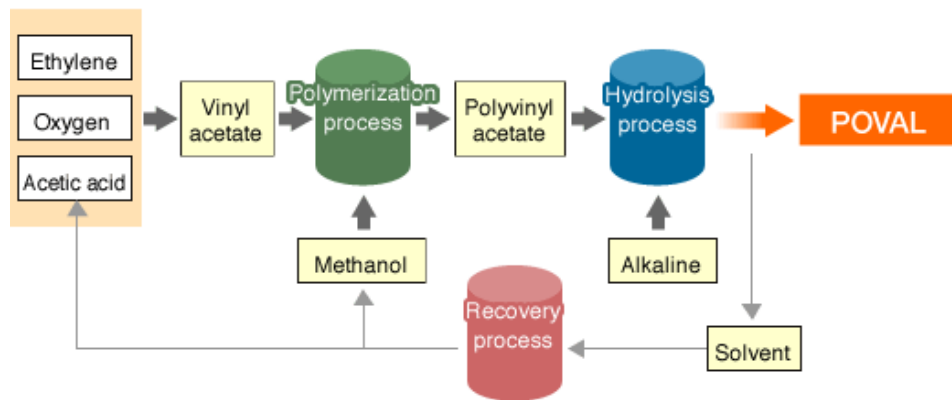 Ethylene
Oxygen
Acetic acid
Vinyl
acetate
Polymerization
process
Polyvinyl
acetate
Hydrolysis
process
POVAL
Methanol
Alkaline
Recovery
process
Solvent